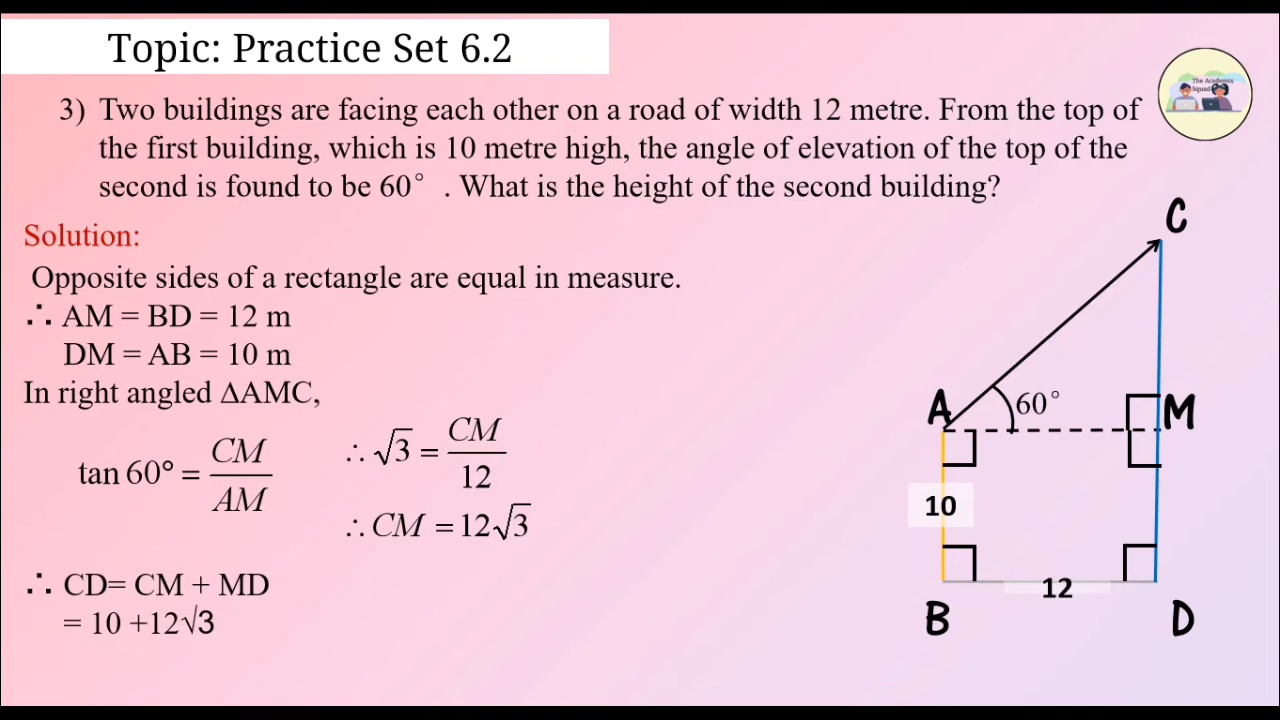 Topic: Practice Set 6.2
The Academix
Squad
3) Two buildings are facing each other on a road of width 12 metre. From the top of
the first building, which is 10 metre high, the angle of elevation of the top of the
second is found to be 60° . What is the height of the second building?
Solution:
Opposite sides of a rectangle are equal in measure.
∴ AM = BD = 12 m
DM = AB = 10 m
In right angled ΔAMC,
tan 60° = CM/AM
∴ √3 = CM/12
∴ CM = 12√3
∴ CD= CM + MD
= 10 +12√3
C
A
60°
M
10
12
B
D